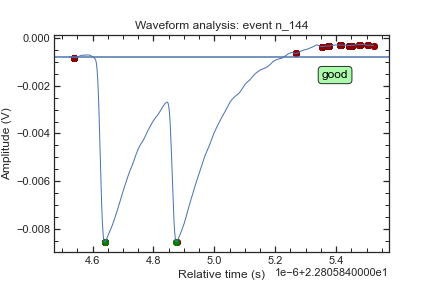 Waveform analysis: event n_144
Amplitude (V)
0.000
−0.002
−0.004
−0.006
−0.008
good
4.6 4.8 5.0 5.2 5.4
Relative time (s) 1e−6+2.2805840000e1